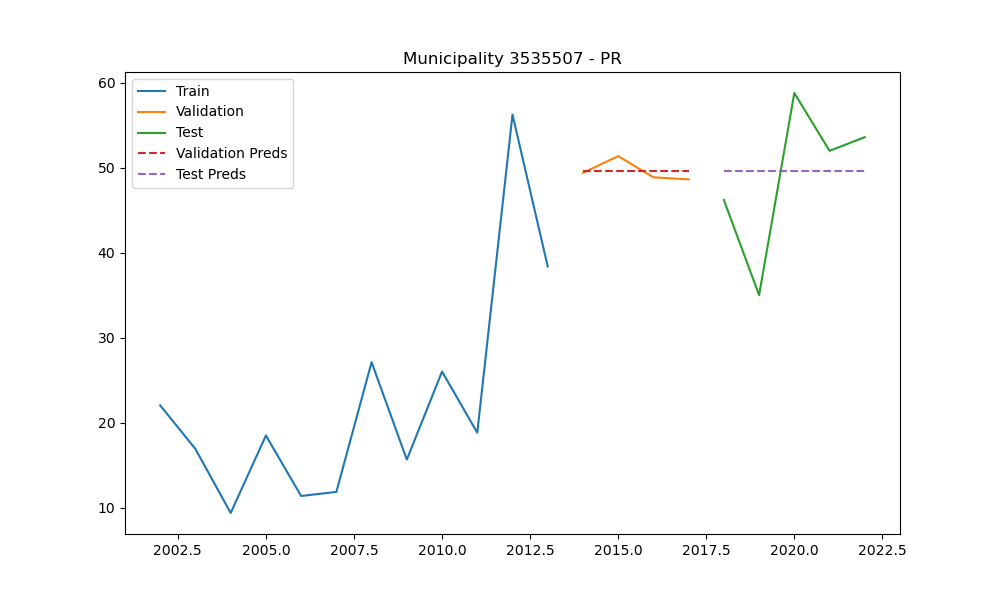 Municipality 3535507 - PR
Train
Validation
Test
Validation Preds
Test Preds
60
50
40
30
20
10
2002.5 2005.0 2007.5 2010.0 2012.5 2015.0 2017.5 2020.0 2022.5